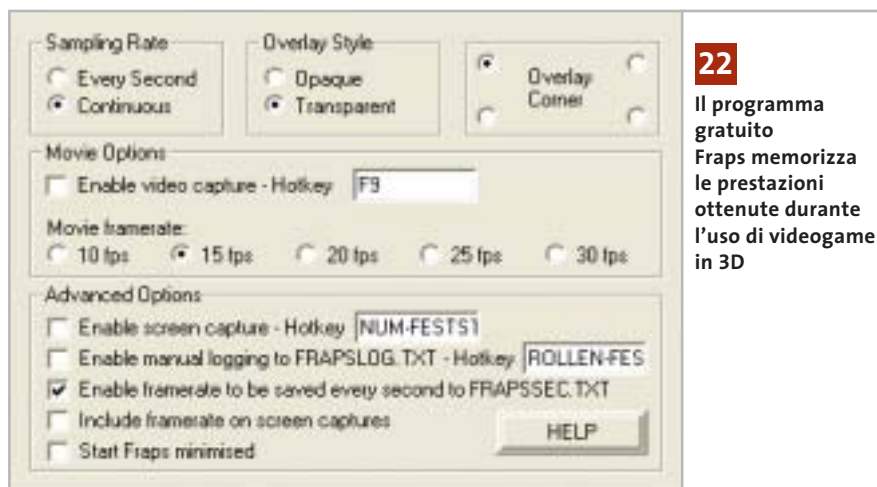 Sampling Rate
Every Second
Continuous
Overlay Style
Opaque
Transparent
Overlay
Corner
Movie Options
Enable video capture - Hotkey F9
Movie framerate:
10 fps 15 fps 20 fps 25 fps 30 fps
Advanced Options
Enable screen capture - Hotkey NUM-FESTST
Enable manual logging to FRAPSLOG.TXT - Hotkey ROLLEN-FES
Enable framerate to be saved every second to FRAPSSEC.TXT
Include framerate on screen captures
Start Fraps minimised
HELP
22
Il programma
gratuito
Fraps memorizza
le prestazioni
ottenute durante
l'uso di videogame
in 3D